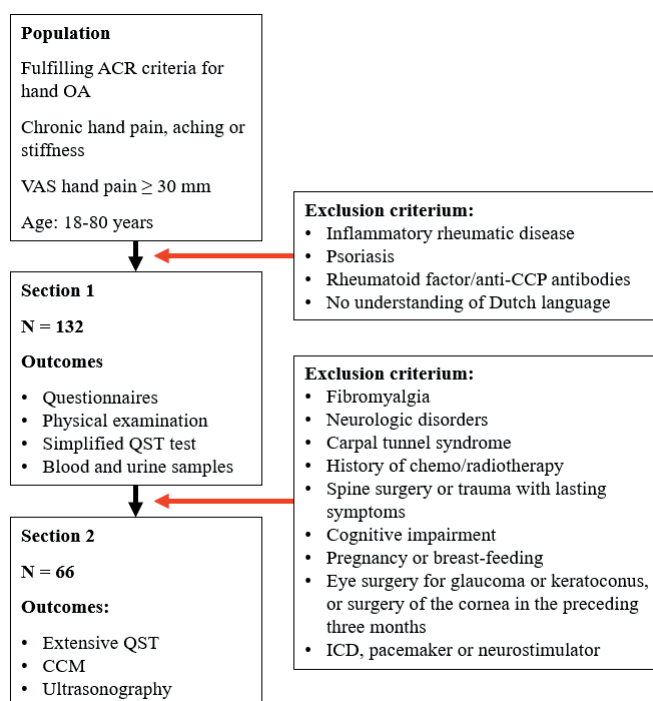 Population
Fulfilling ACR criteria for
hand OA
Chronic hand pain, aching or
stiffness
VAS hand pain ≥ 30 mm
Age: 18-80 years
Exclusion criterium:
• Inflammatory rheumatic disease
• Psoriasis
• Rheumatoid factor/anti-CCP antibodies
• No understanding of Dutch language
Section 1
N = 132
Outcomes
• Questionnaires
• Physical examination
• Simplified QST test
• Blood and urine samples
Exclusion criterium:
• Fibromyalgia
• Neurologic disorders
• Carpal tunnel syndrome
• History of chemo/radiotherapy
• Spine surgery or trauma with lasting
symptoms
• Cognitive impairment
• Pregnancy or breast-feeding
• Eye surgery for glaucoma or keratoconus,
or surgery of the cornea in the preceding
three months
• ICD, pacemaker or neurostimulator
Section 2
N = 66
Outcomes:
• Extensive QST
• CCM
• Ultrasonography